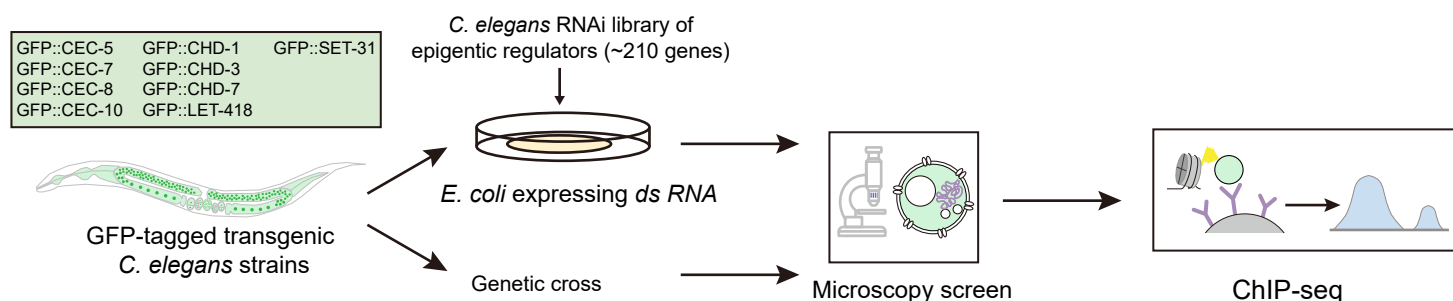 GFP::CEC-5 GFP::CHD-1 GFP::SET-31
GFP::CEC-7 GFP::CHD-3
GFP::CEC-8 GFP::CHD-7
GFP::CEC-10 GFP::LET-418
C. elegans RNAi library of
epigentic regulators (~210 genes)
E. coli expressing ds RNA
GFP-tagged transgenic
C. elegans strains
Genetic cross
Microscopy screen
ChIP-seq